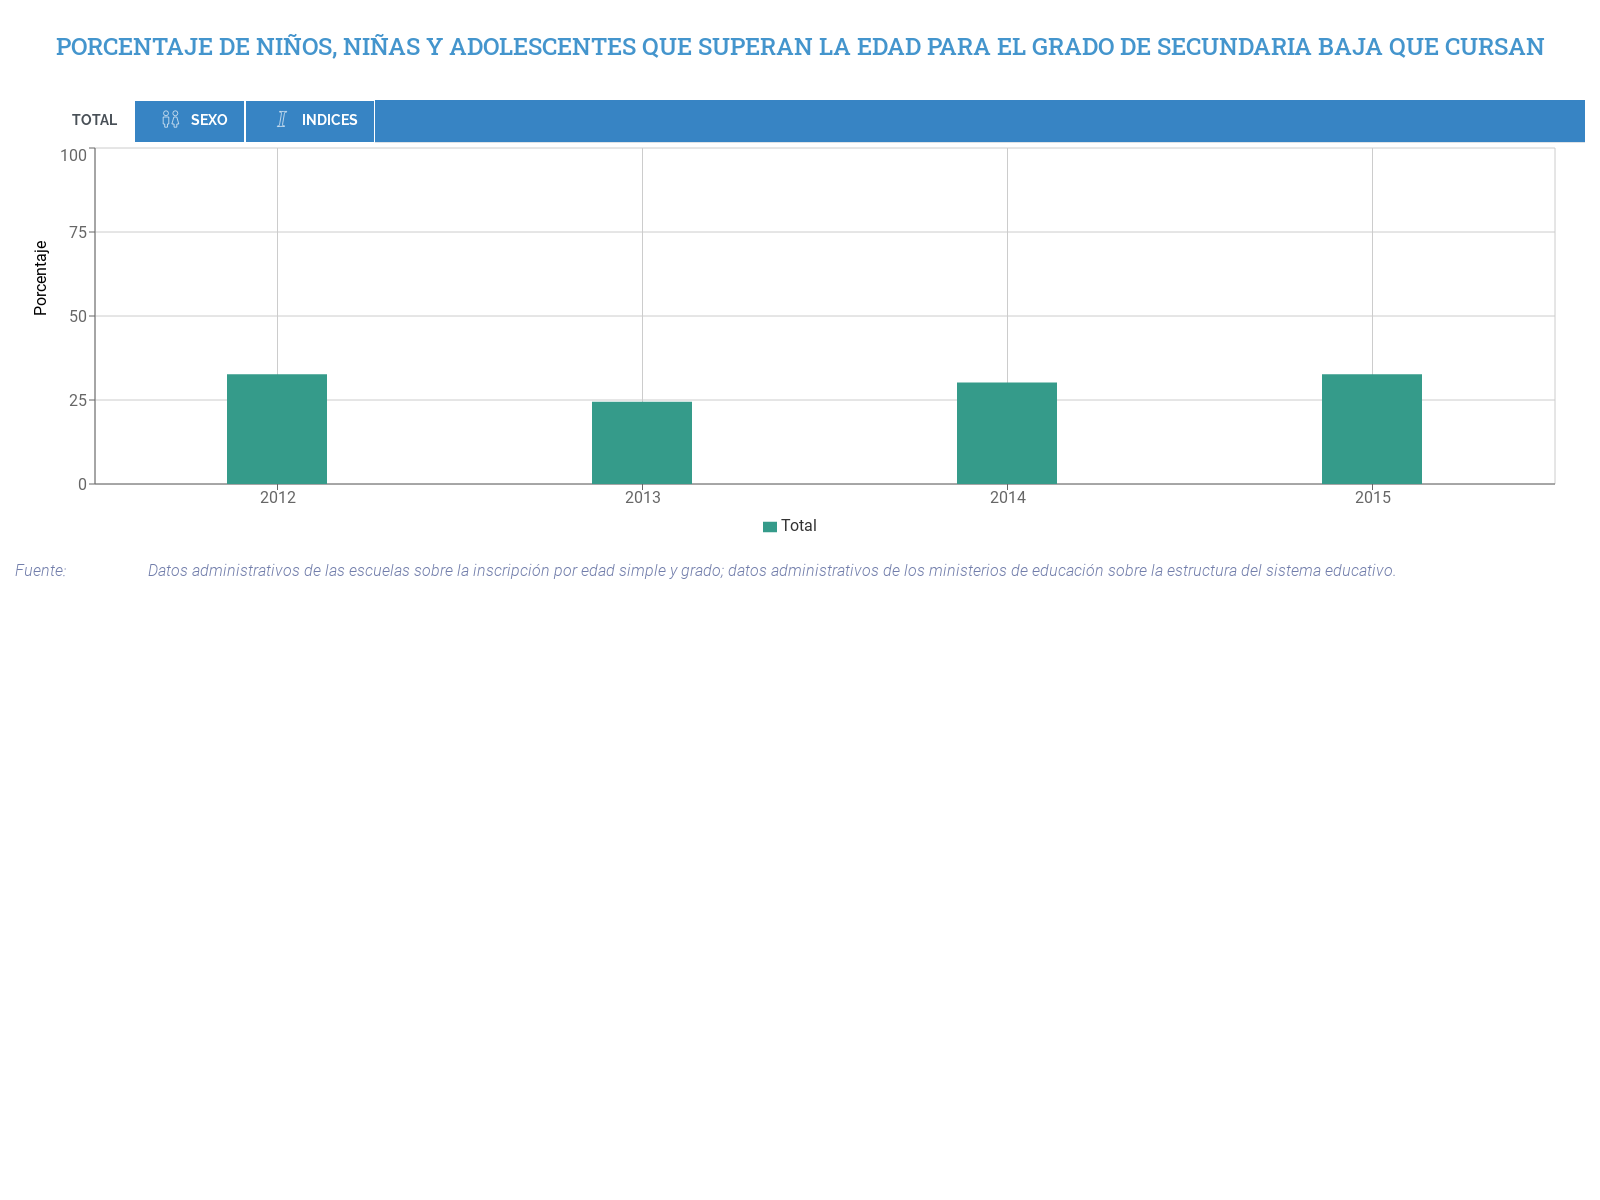 PORCENTAJE DE NIÑOS, NIÑAS Y ADOLESCENTES QUE SUPERAN LA EDAD PARA EL GRADO DE SECUNDARIA BAJA QUE CURSAN
TOTAL SEXO INDICES
100
75
50
25
0
Porcentaje
2012 2013 2014 2015
Total
Fuente: Datos administrativos de las escuelas sobre la inscripción por edad simple y grado; datos administrativos de los ministerios de educación sobre la estructura del sistema educativo.